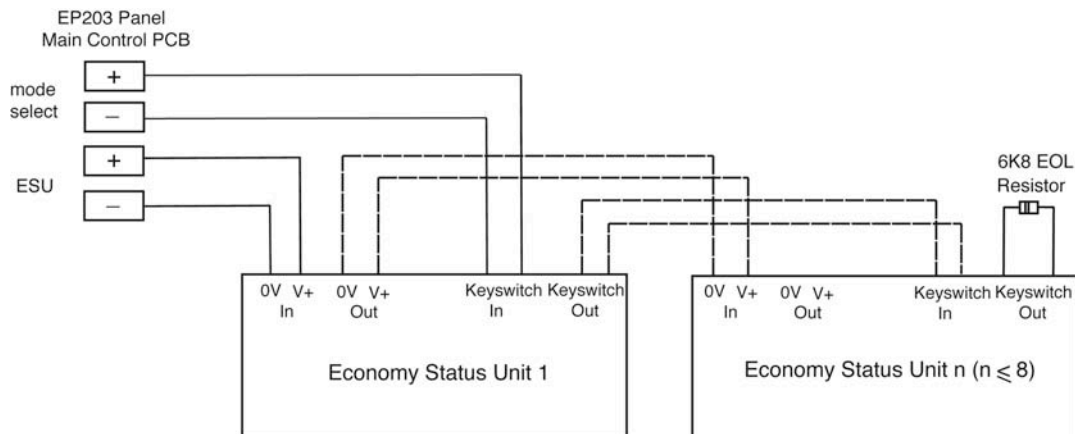 EP203 Panel
Main Control PCB
mode
select
+
−
ESU
+
−
6K8 EOL
Resistor
0V V+
In
0V V+
Out
Keyswitch
In
Keyswitch
Out
Economy Status Unit 1
0V V+
In
0V V+
Out
Keyswitch
In
Keyswitch
Out
Economy Status Unit n (n ⩽ 8)